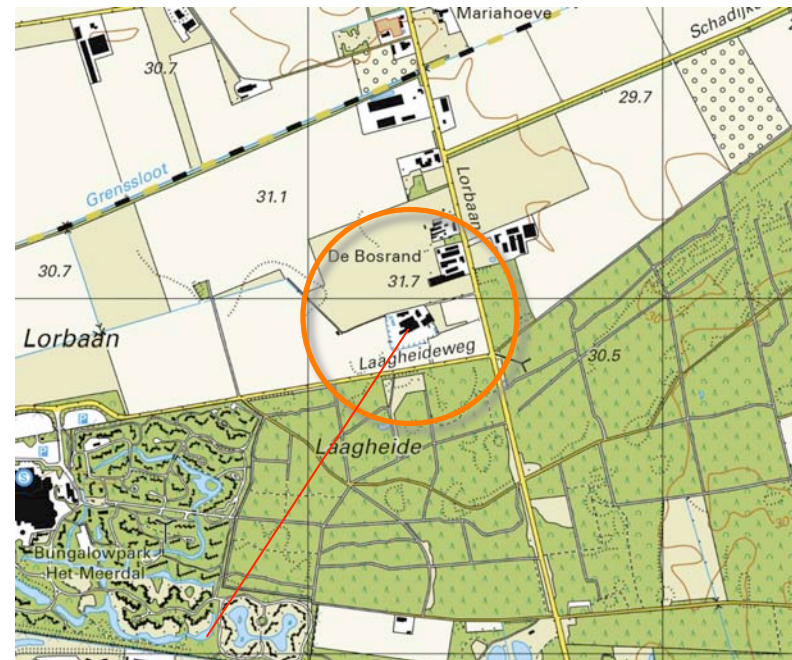 Mariahoeve
Schadijk
30.7
29.7
Grenssloot
Lorbaan
31.1
De Bosrand
30.7
31.7
Lorbaan
Laagheideweg
30.5
Laagheide
P
P
S
Bungalowpark
Het Meerdal